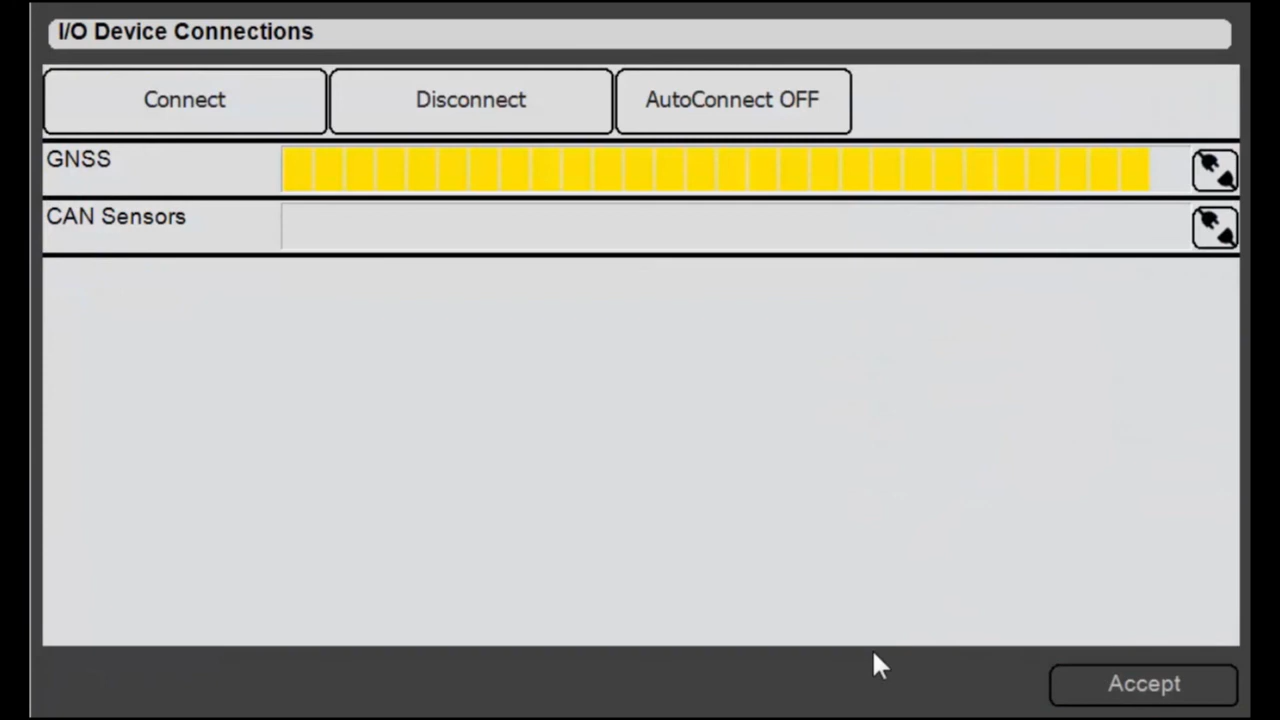 I/O Device Connections
Connect Disconnect AutoConnect OFF
GNSS
CAN Sensors
Accept